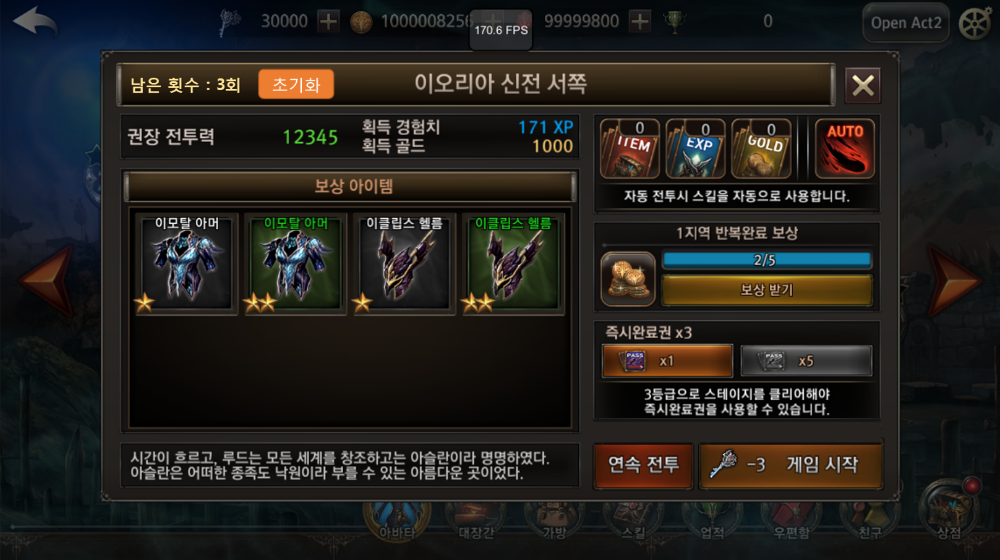 30000
1000008256
99999800
0
Open Act2
170.6 FPS
남은 횟수 : 3회
초기화
이오리아 신전 서쪽
권장 전투력
12345
획득 경험치
171 XP
획득 골드
1000
0
ITEM
0
EXP
0
GOLD
AUTO
자동 전투시 스킬을 자동으로 사용합니다.
보상 아이템
이모탈 아머
이모탈 아머
이클립스 헬름
이클립스 헬름
1지역 반복완료 보상
2/5
보상 받기
즉시완료권 x3
PASS
x1
PASS
x5
3등급으로 스테이지를 클리어해야
즉시완료권을 사용할 수 있습니다.
시간이 흐르고, 루드는 모든 세계를 창조하고는 아슬란이라 명명하였다.
아슬란은 어떠한 종족도 낙원이라 부를 수 있는 아름다운 곳이었다.
연속 전투
-3
게임 시작
아바타
대장간
가방
스킬
업적
우편함
친구
상점